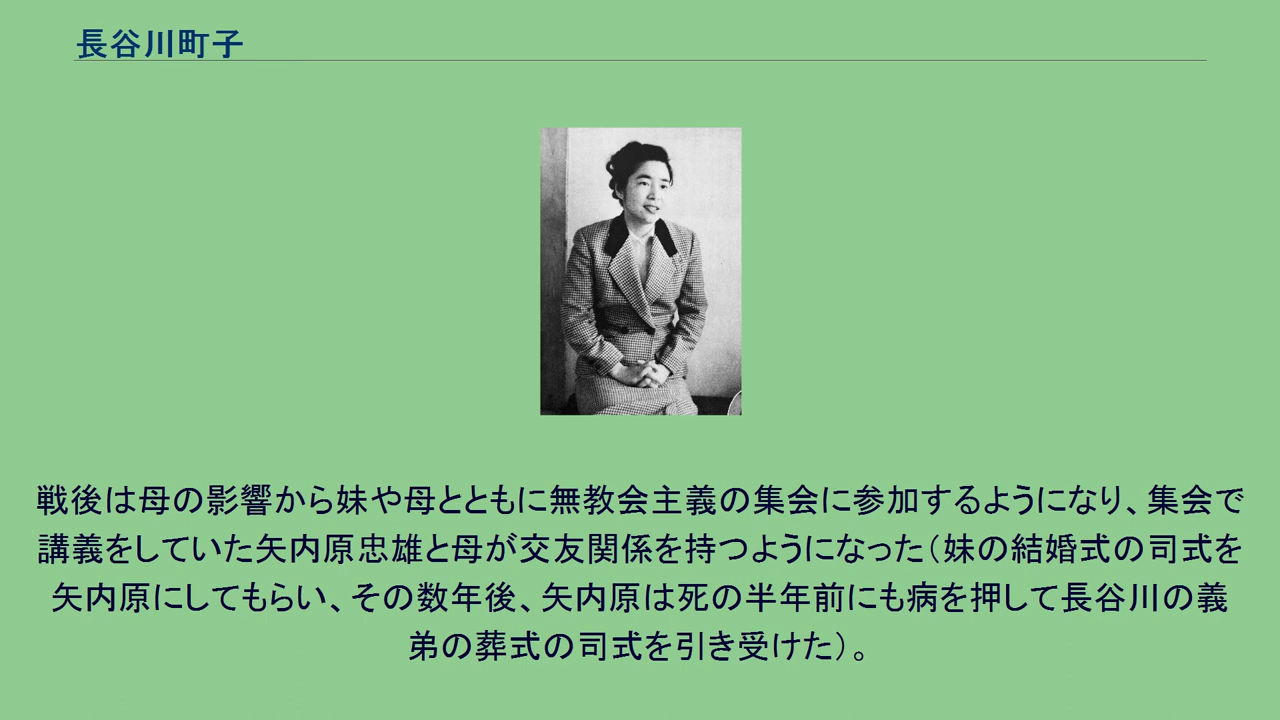 長谷川町子
戦後は母の影響から妹や母とともに無教会主義の集会に参加するようになり、集会で
講義をしていた矢内原忠雄と母が交友関係を持つようになった（妹の結婚式の司式を
矢内原にしてもらい、その数年後、矢内原は死の半年前にも病を押して長谷川の義
弟の葬式の司式を引き受けた）。